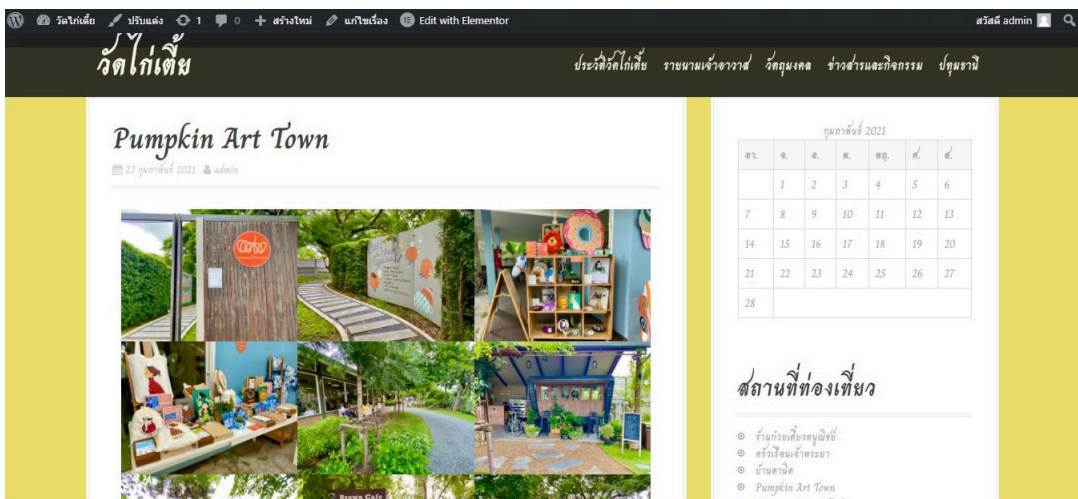 วัดไก่เตี้ย ปรับแต่ง 1 0 + สร้างใหม่ แก้ไขเรื่อง Edit with Elementor สวัสดี admin
วัดไก่เตี้ย
ประวัติวัดไก่เตี้ย รายนามเจ้าอาวาส วัตถุมงคล ข่าวสารและกิจกรรม ปทุมธานี
Pumpkin Art Town
23 กุมภาพันธ์ 2021 admin
Brown Cafe
กุมภาพันธ์ 2021
อา. จ. อ. พ. พฤ. ศ. ส.
1 2 3 4 5 6
7 8 9 10 11 12 13
14 15 16 17 18 19 20
21 22 23 24 25 26 27
28
สถานที่ท่องเที่ยว
ร้านก๋วยเตี๋ยวหนูณิชย์
ครัวเรือนเจ้าพระยา
บ้านตานิด
Pumpkin Art Town